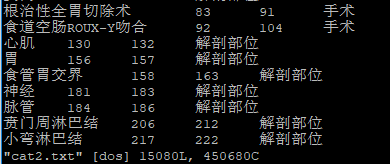 根治性全胃切除术 83 91 手术
食道空肠ROUX-Y吻合 92 104 手术
心肌 130 132 解剖部位
胃 156 157 解剖部位
食管胃交界 158 163 解剖部位
神经 181 183 解剖部位
脉管 184 186 解剖部位
贲门周淋巴结 206 212 解剖部位
小弯淋巴结 217 222 解剖部位
"cat2.txt" [dos] 15080L, 450680C